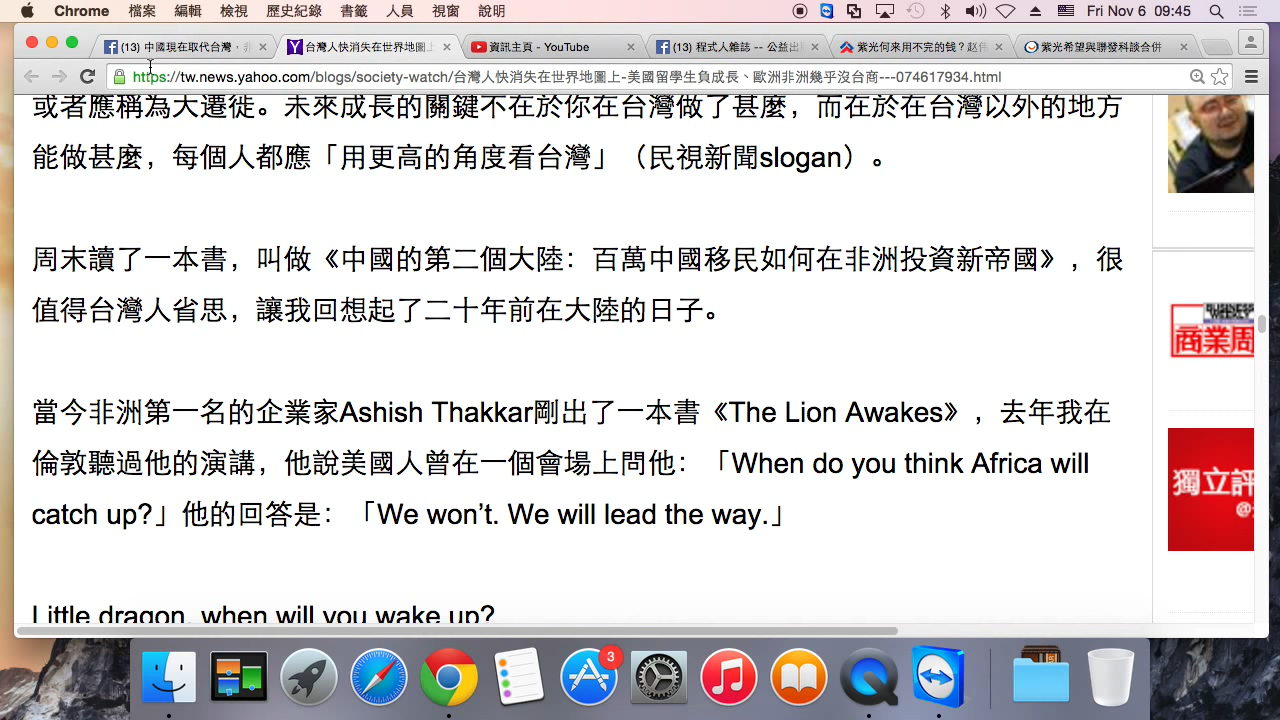 Chrome 檔案 編輯 檢視 歷史紀錄 書籤 人員 視窗 說明 Fri Nov 6 09:45
(13) 中國現在取代台灣，非 台灣人快消失在世界地圖上 資訊主頁 - YouTube (13) 程式人雜誌 -- 公益出版 紫光何來用不完的钱？赵伟 紫光希望與聯發科談合併
https://tw.news.yahoo.com/blogs/society-watch/台灣人快消失在世界地圖上-美國留學生負成長、歐洲非洲幾乎沒台商---074617934.html
或者應稱為大遷徙。未來成長的關鍵不在於你在台灣做了甚麼，而在於在台灣以外的地方
能做甚麼，每個人都應「用更高的角度看台灣」（民視新聞slogan）。
周末讀了一本書，叫做《中國的第二個大陸：百萬中國移民如何在非洲投資新帝國》，很
值得台灣人省思，讓我回想起了二十年前在大陸的日子。
BUSINESS WEEKLY
商業周
當今非洲第一名的企業家Ashish Thakkar剛出了一本書《The Lion Awakes》，去年我在
倫敦聽過他的演講，他說美國人曾在一個會場上問他：「When do you think Africa will
catch up?」他的回答是：「We won’t. We will lead the way.」
獨立評
Little dragon, when will you wake up?
3